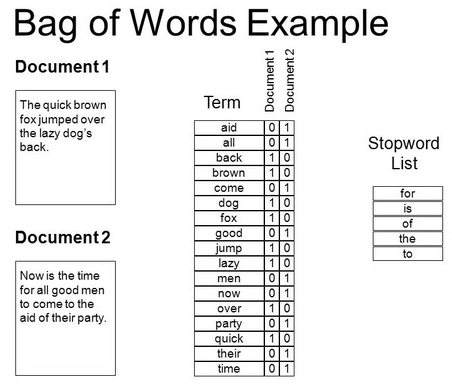 Bag of Words Example
Document 1
The quick brown
fox jumped over
the lazy dog's
back.
Document 2
Now is the time
for all good men
to come to the
aid of their party.
Term Document 1 Document 2
aid 0 1
all 0 1
back 1 0
brown 1 0
come 0 1
dog 1 0
fox 1 0
good 0 1
jump 1 0
lazy 1 0
men 0 1
now 0 1
over 1 0
party 0 1
quick 1 0
their 0 1
time 0 1
Stopword
List
for
is
of
the
to